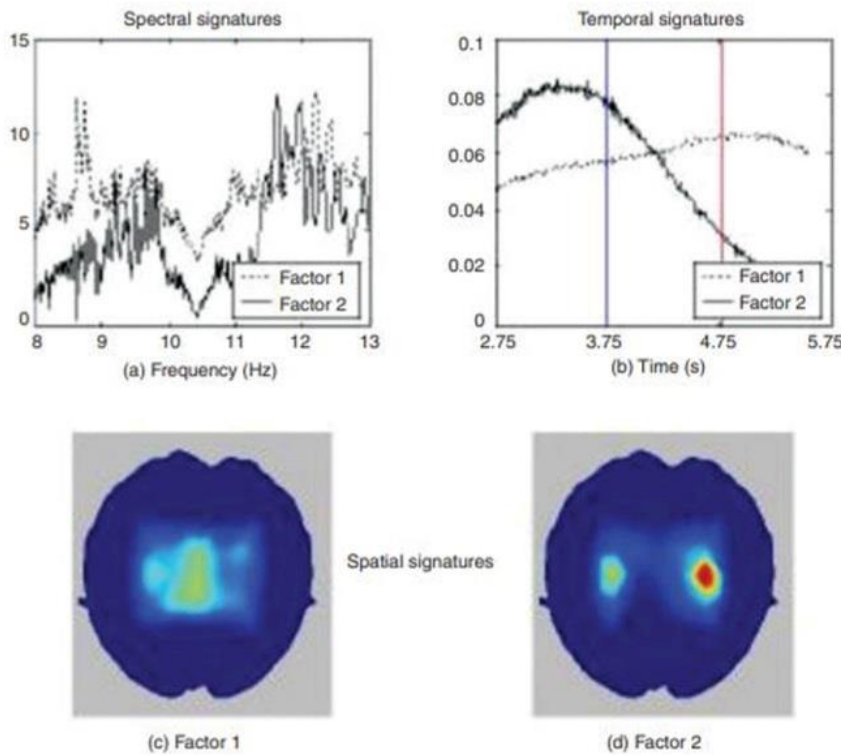 Spectral signatures
15
10
5
0
8 9 10 11 12 13
Factor 1
Factor 2
(a) Frequency (Hz)
Temporal signatures
0.1
0.08
0.06
0.04
0.02
0
2.75 3.75 4.75 5.75
Factor 1
Factor 2
(b) Time (s)
Spatial signatures
(c) Factor 1
(d) Factor 2